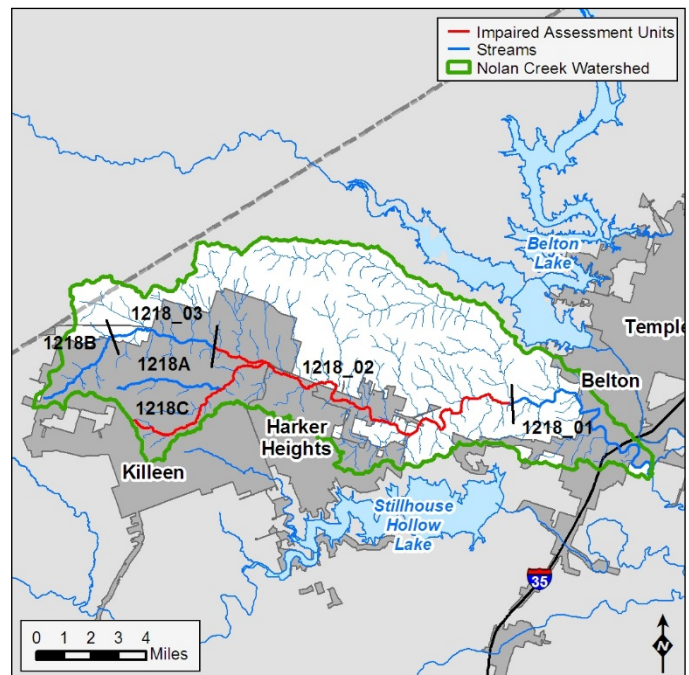 Impaired Assessment Units
Streams
Nolan Creek Watershed
Belton
Lake
Temple
1218_03
1218B
1218A
1218_02
Belton
1218C
1218_01
Harker
Heights
Killeen
Stillhouse
Hollow
Lake
35
0 1 2 3 4
Miles
N